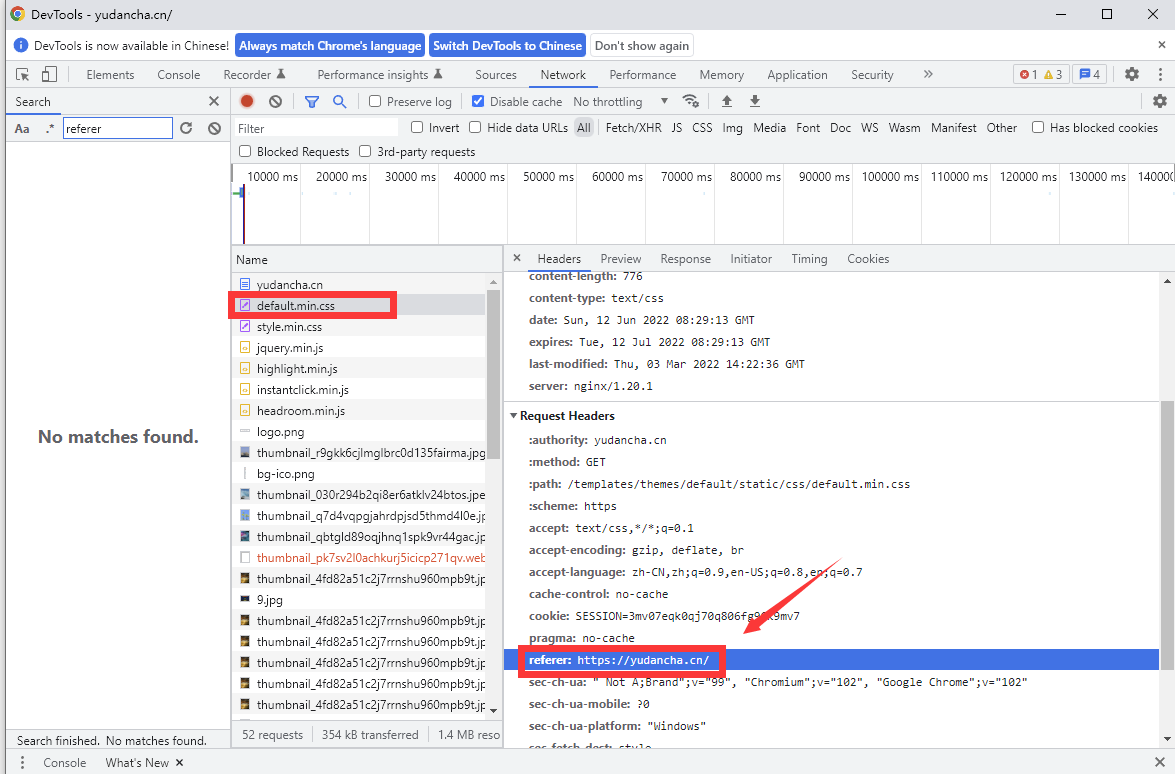 DevTools - yudancha.cn/
DevTools is now available in Chinese! Always match Chrome's language Switch DevTools to Chinese Don't show again
Elements Console Recorder Performance insights Sources Network Performance Memory Application Security » 1 3 4
Search
Preserve log Disable cache No throttling
Aa .* referer
Filter Invert Hide data URLs All Fetch/XHR JS CSS Img Media Font Doc WS Wasm Manifest Other Has blocked cookies
Blocked Requests 3rd-party requests
10000 ms 20000 ms 30000 ms 40000 ms 50000 ms 60000 ms 70000 ms 80000 ms 90000 ms 100000 ms 110000 ms 120000 ms 130000 ms 140000
No matches found.
Search finished. No matches found.
Name
yudancha.cn
default.min.css
style.min.css
jquery.min.js
highlight.min.js
instantclick.min.js
headroom.min.js
logo.png
thumbnail_r9gkk6cjlmglbrc0d135fairma.jpg
bg-ico.png
thumbnail_030r294b2qi8er6atklv24btos.jpe
thumbnail_q7d4vqpgjahrdpjsd5thmd4l0e.jp
thumbnail_qbtgld89oqjhnq1spk9vr44gac.jp
thumbnail_pk7sv2l0achkurj5icicp271qv.web
thumbnail_4fd82a51c2j7rrnshu960mpb9t.jp
9.jpg
thumbnail_4fd82a51c2j7rrnshu960mpb9t.jp
thumbnail_4fd82a51c2j7rrnshu960mpb9t.jp
thumbnail_4fd82a51c2j7rrnshu960mpb9t.jp
thumbnail_4fd82a51c2j7rrnshu960mpb9t.jp
thumbnail_4fd82a51c2j7rrnshu960mpb9t.jp
52 requests 354 kB transferred 1.4 MB reso
Headers Preview Response Initiator Timing Cookies
content-length: 776
content-type: text/css
date: Sun, 12 Jun 2022 08:29:13 GMT
expires: Tue, 12 Jul 2022 08:29:13 GMT
last-modified: Thu, 03 Mar 2022 14:22:36 GMT
server: nginx/1.20.1
Request Headers
:authority: yudancha.cn
:method: GET
:path: /templates/themes/default/static/css/default.min.css
:scheme: https
accept: text/css,*/*;q=0.1
accept-encoding: gzip, deflate, br
accept-language: zh-CN,zh;q=0.9,en-US;q=0.8,en;q=0.7
cache-control: no-cache
cookie:
pragma: no-cache
referer: https://yudancha.cn/
sec-ch-ua: " Not A;Brand";v="99", "Chromium";v="102", "Google Chrome";v="102"
sec-ch-ua-mobile: ?0
sec-ch-ua-platform: "Windows"
sec-fetch-dest: style
Console What's New